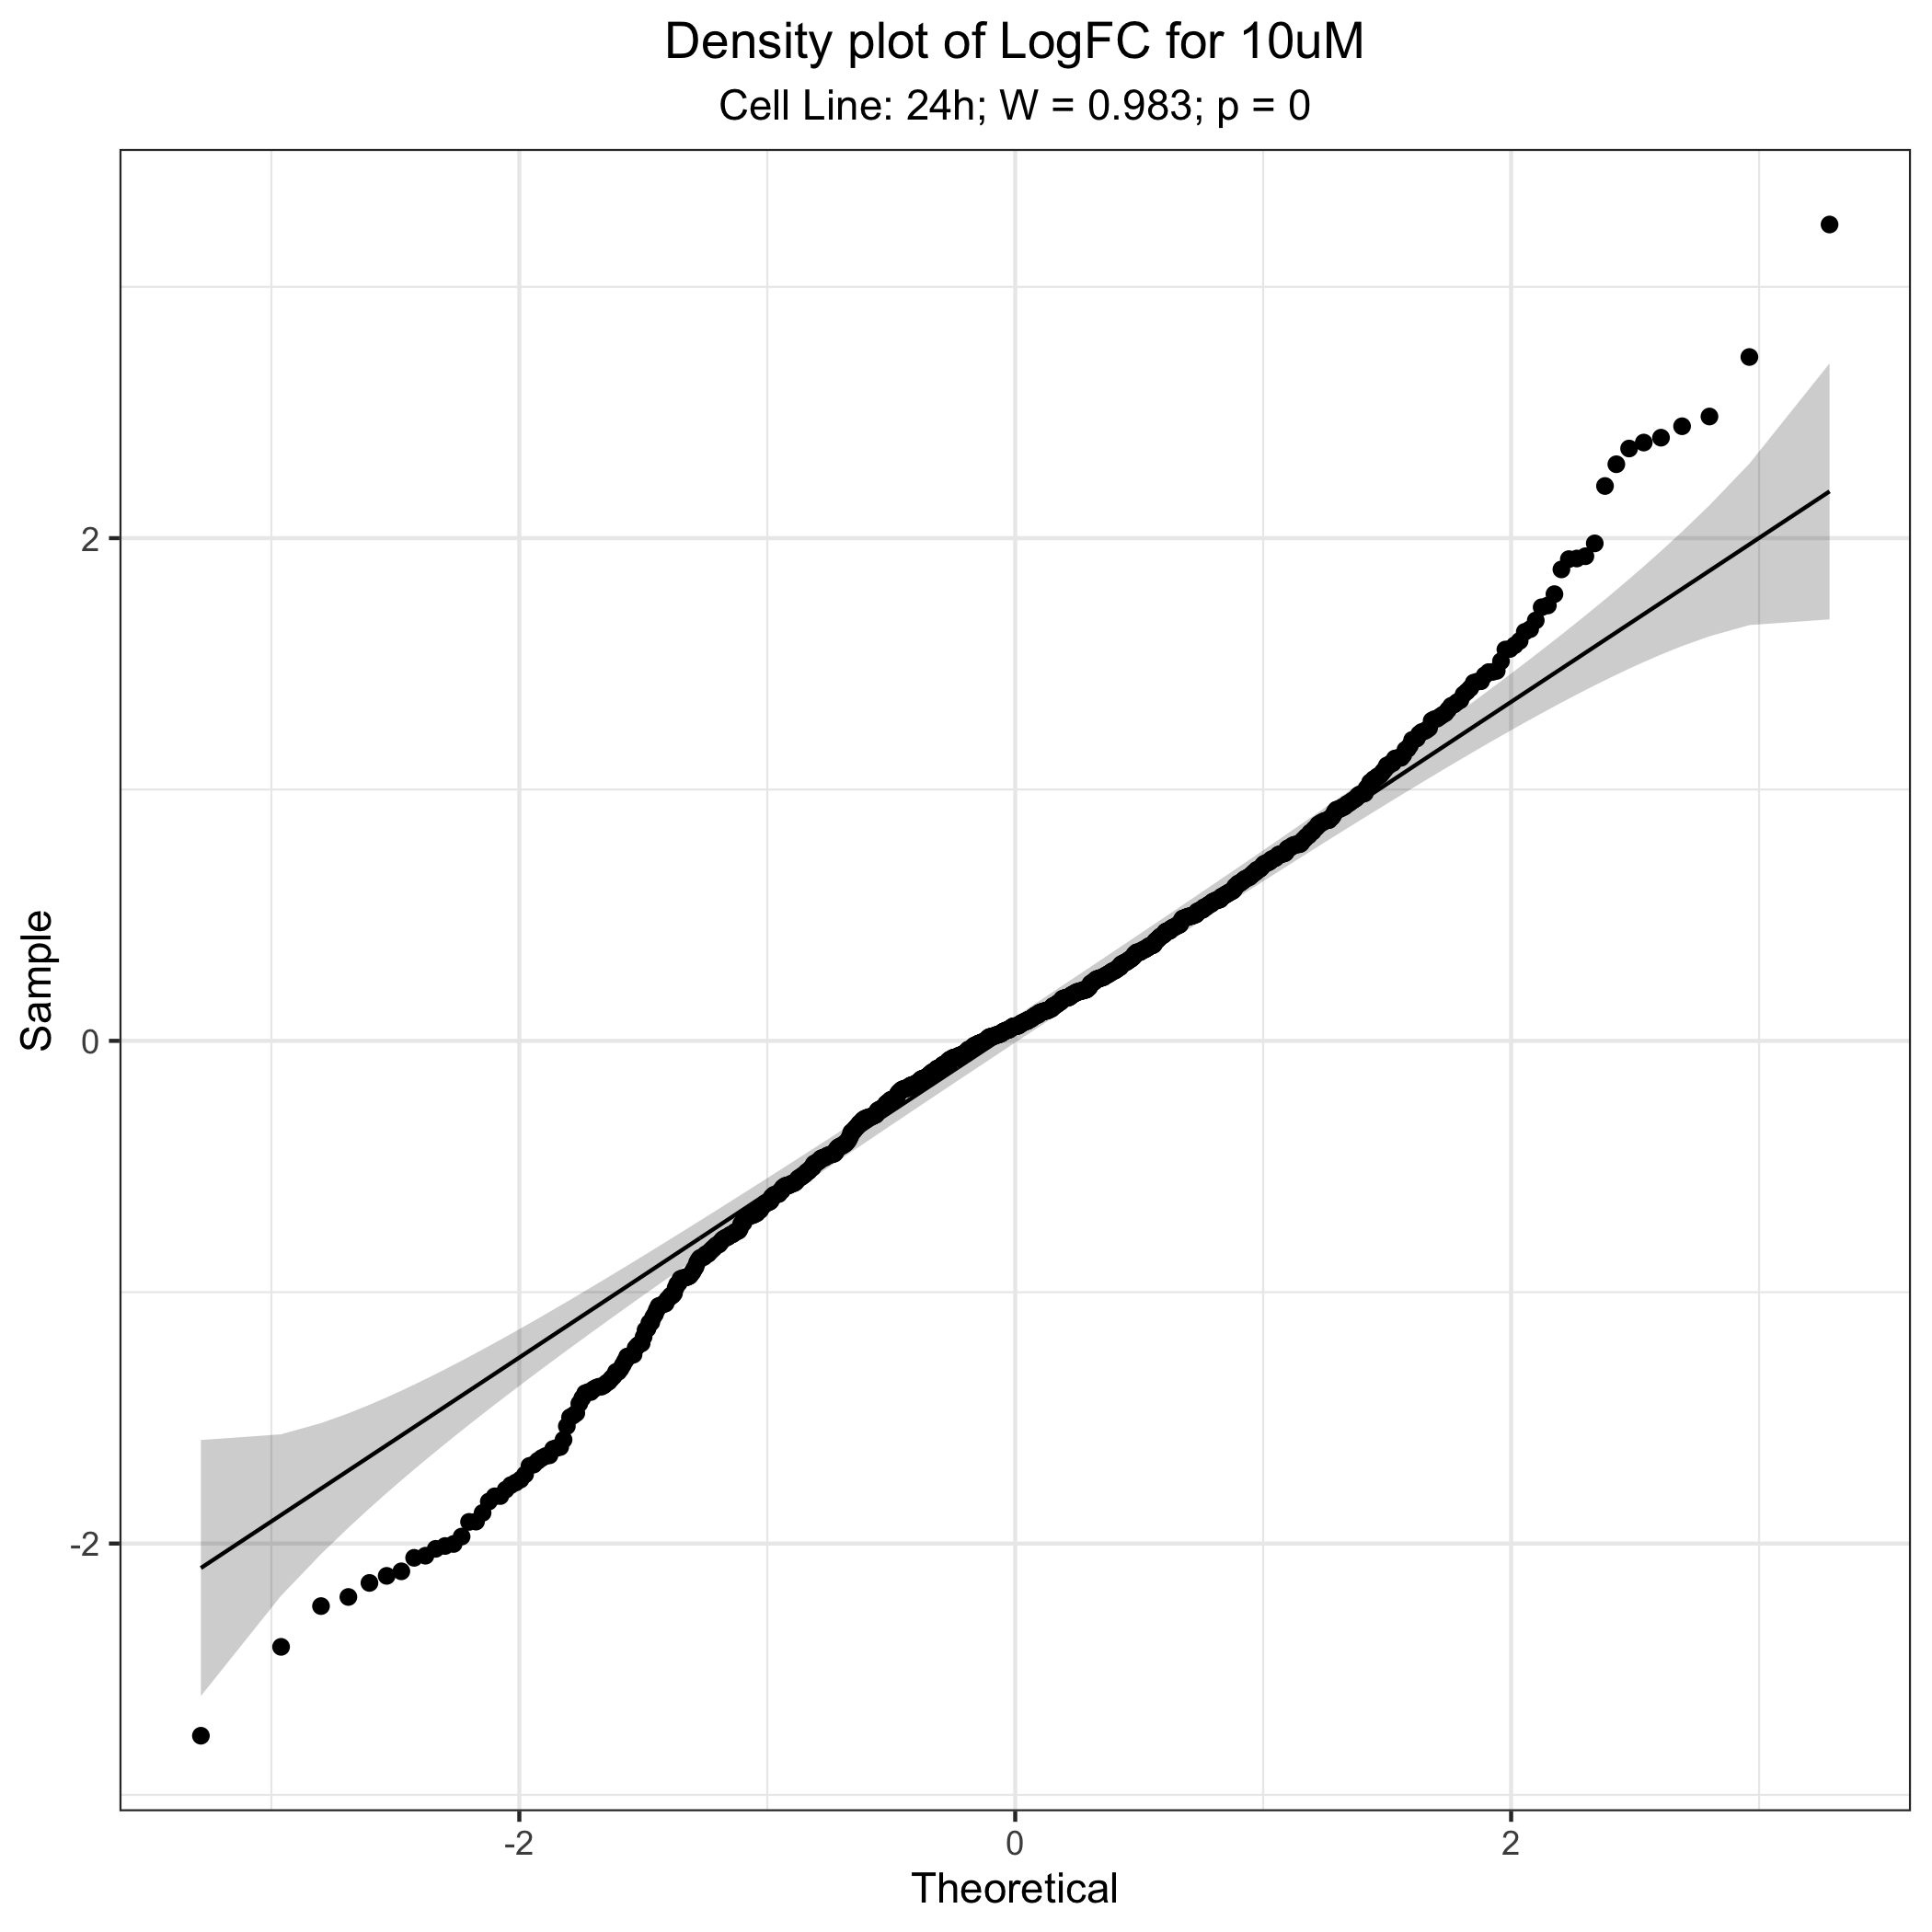 Density plot of LogFC for 10uM
Cell Line: 24h; W = 0.983; p = 0
Sample
2
0
-2
-2
0
2
Theoretical